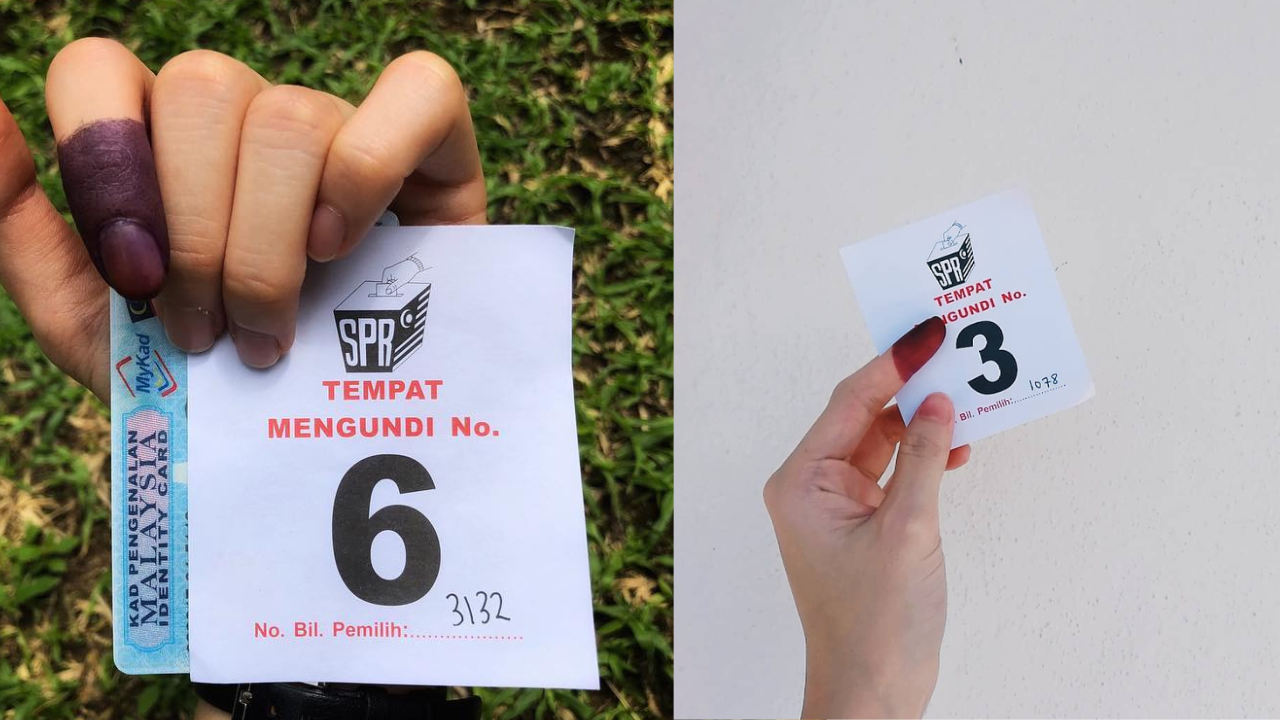 SPR
TEMPAT
MENGUNDI No.
6
3132
No. Bil. Pemilih:
MyKad
KAD PENGENALAN
MALAYSIA
IDENTITY CARD
SPR
TEMPAT
NGUNDI No.
3
1078
. Bil. Pemilih: